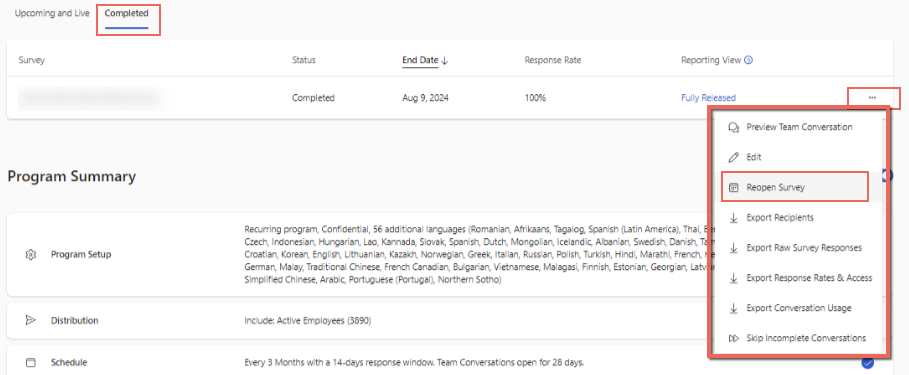 Upcoming and Live Completed
Survey Status End Date ↓ Response Rate Reporting View
Completed Aug 9, 2024 100% Fully Released ...
Preview Team Conversation
Edit
Reopen Survey
Export Recipients
Export Raw Survey Responses
Export Response Rates & Access
Export Conversation Usage
Skip Incomplete Conversations
Program Summary
Program Setup
Recurring program, Confidential, 56 additional languages (Romanian, Afrikaans, Tagalog, Spanish (Latin America), Thai,
Czech, Indonesian, Hungarian, Lao, Kannada, Slovak, Spanish, Dutch, Mongolian, Icelandic, Albanian, Swedish, Danish,
Croatian, Korean, English, Lithuanian, Kazakh, Norwegian, Greek, Italian, Russian, Polish, Turkish, Hindi, Marathi, French,
German, Malay, Traditional Chinese, French Canadian, Bulgarian, Vietnamese, Malagasi, Finnish, Estonian, Georgian,
Simplified Chinese, Arabic, Portuguese (Portugal), Northern Sotho)
Distribution Include: Active Employees (3890)
Schedule Every 3 Months with a 14-days response window. Team Conversations open for 28 days.